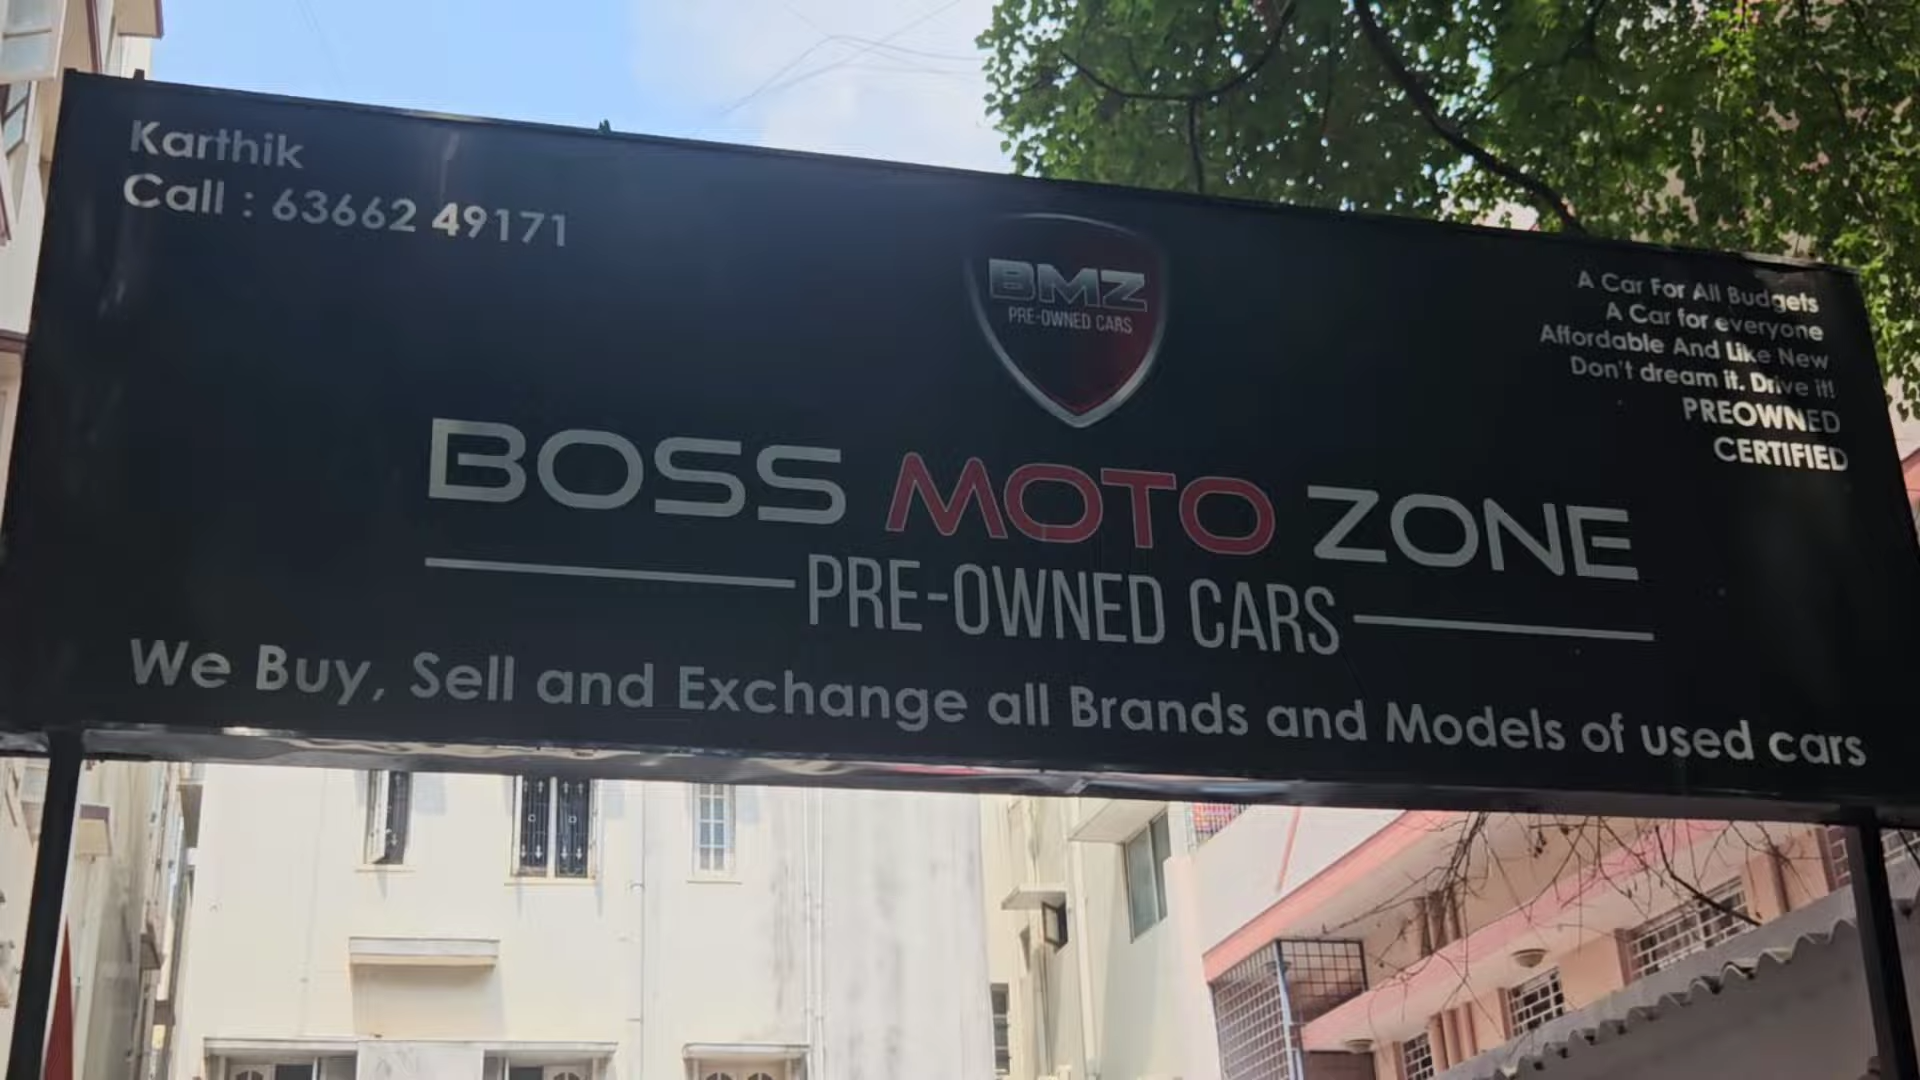 Karthik
Call : 63662 49171
BMZ
PRE-OWNED CARS
A Car For All Budgets
A Car for everyone
Affordable And Like New
Don't dream it. Drive it!
PREOWNED
CERTIFIED
BOSS MOTO ZONE
PRE-OWNED CARS
We Buy, Sell and Exchange all Brands and Models of used cars